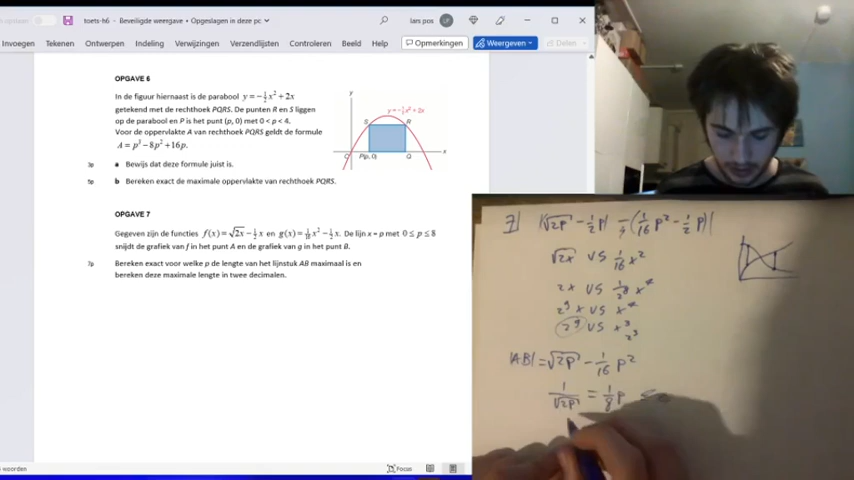 toets-h6 - Beveiligde weergave • Opgeslagen in deze pc
lars pos
LP
Invoegen Tekenen Ontwerpen Indeling Verwijzingen Verzendlijsten Controleren Beeld Help
Opmerkingen
Weergeven
Delen
OPGAVE 6
In de figuur hiernaast is de parabool y = −½x² + 2x
getekend met de rechthoek PQRS. De punten R en S liggen
op de parabool en P is het punt (p, 0) met 0 < p < 4.
Voor de oppervlakte A van rechthoek PQRS geldt de formule
A = p³ − 8p² + 16p.
3p a Bewijs dat deze formule juist is.
5p b Bereken exact de maximale oppervlakte van rechthoek PQRS.
y
y = −½x² + 2x
S R
O P(p, 0) Q x
OPGAVE 7
Gegeven zijn de functies f(x) = √2x − ½x en g(x) = 1/16 x² − ½x. De lijn x = p met 0 ≤ p ≤ 8
snijdt de grafiek van f in het punt A en de grafiek van g in het punt B.
7p Bereken exact voor welke p de lengte van het lijnstuk AB maximaal is en
bereken deze maximale lengte in twee decimalen.
Focus
7] |√2p − ½p − (1/16 p² − ½p)|
√2x vs 1/16 x²
2x vs 1/2⁸ x⁴
2⁹x vs x⁴
2⁹ vs x³
2³
|AB| = √2p − 1/16 p²
1/√2p = 1/8 p